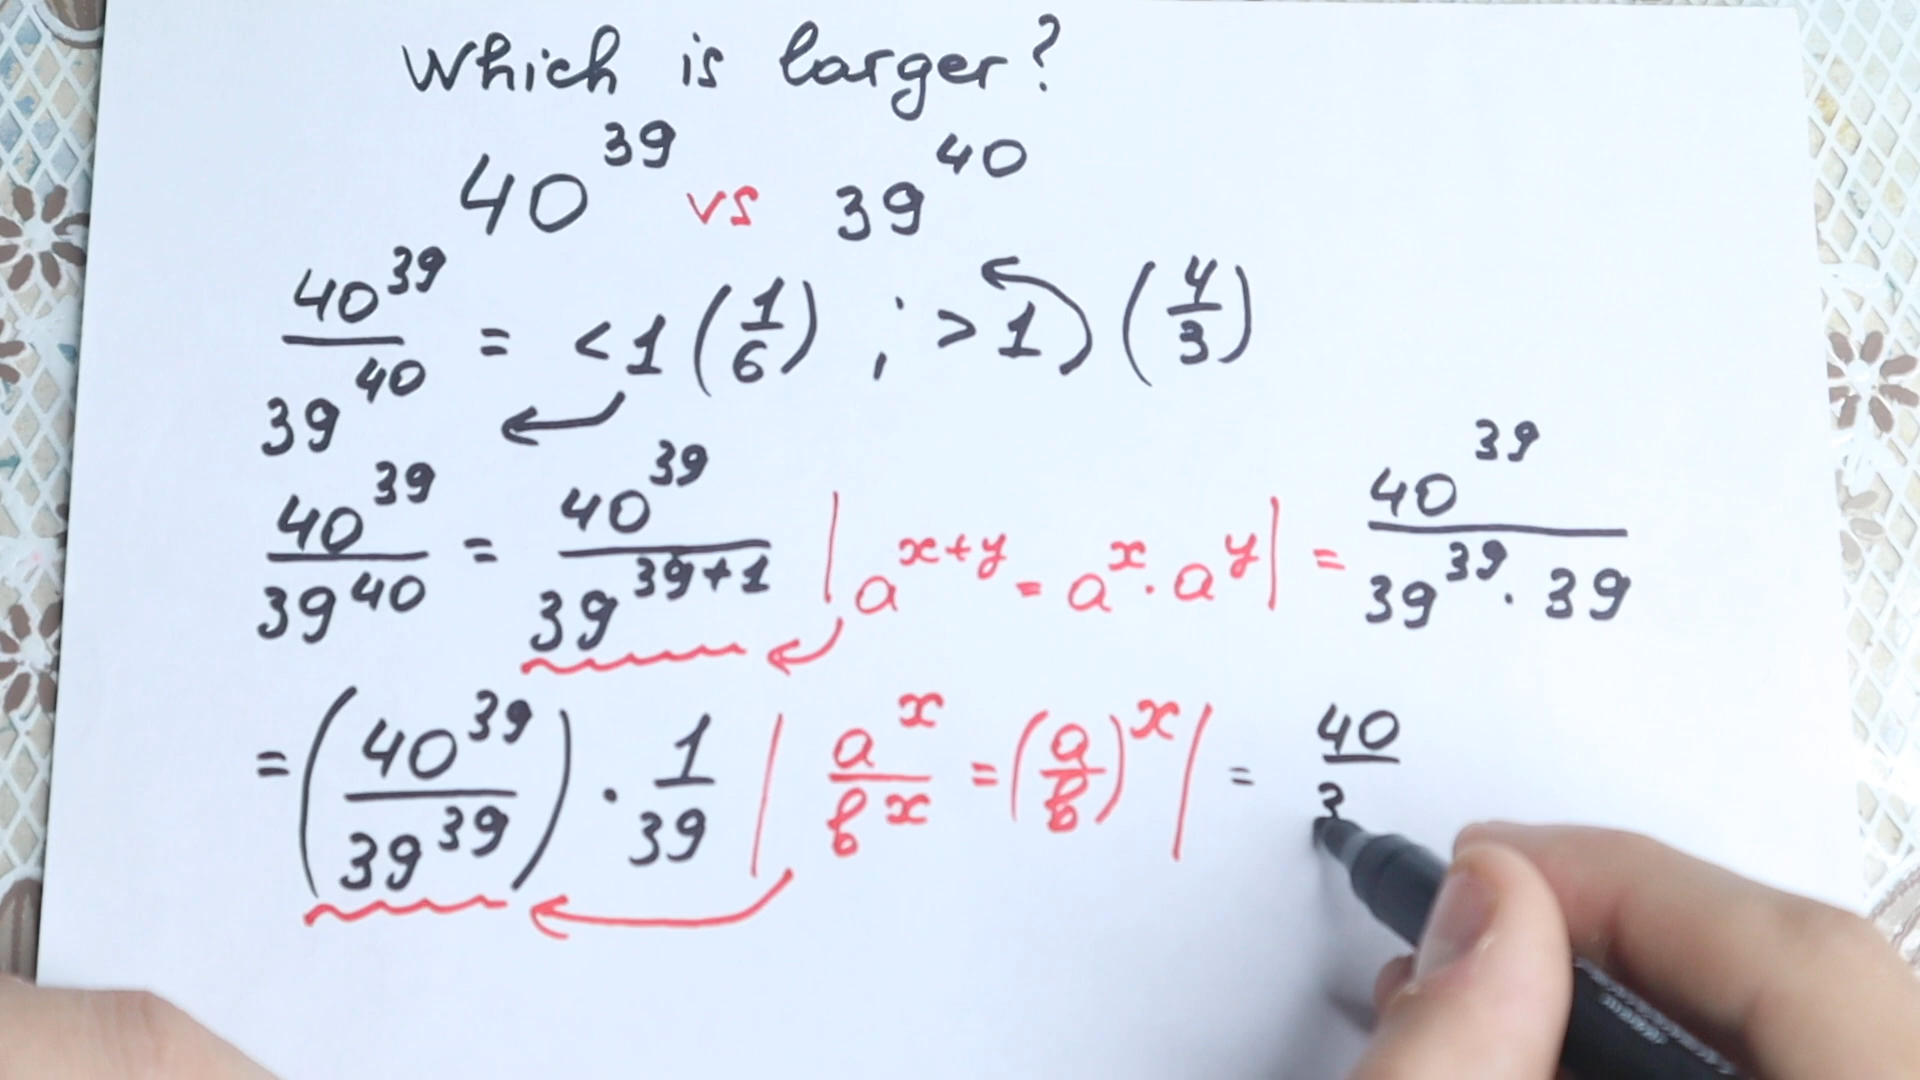 Which is larger?
40^39 vs 39^40
40^39/39^40 = <1 (1/6) ; >1) (4/3)
40^39/39^40 = 40^39/39^(39+1) | a^(x+y) = a^x · a^y | = 40^39/(39^39 · 39)
= (40^39/39^39) · 1/39 | a^x/b^x = (a/b)^x | = 40/3